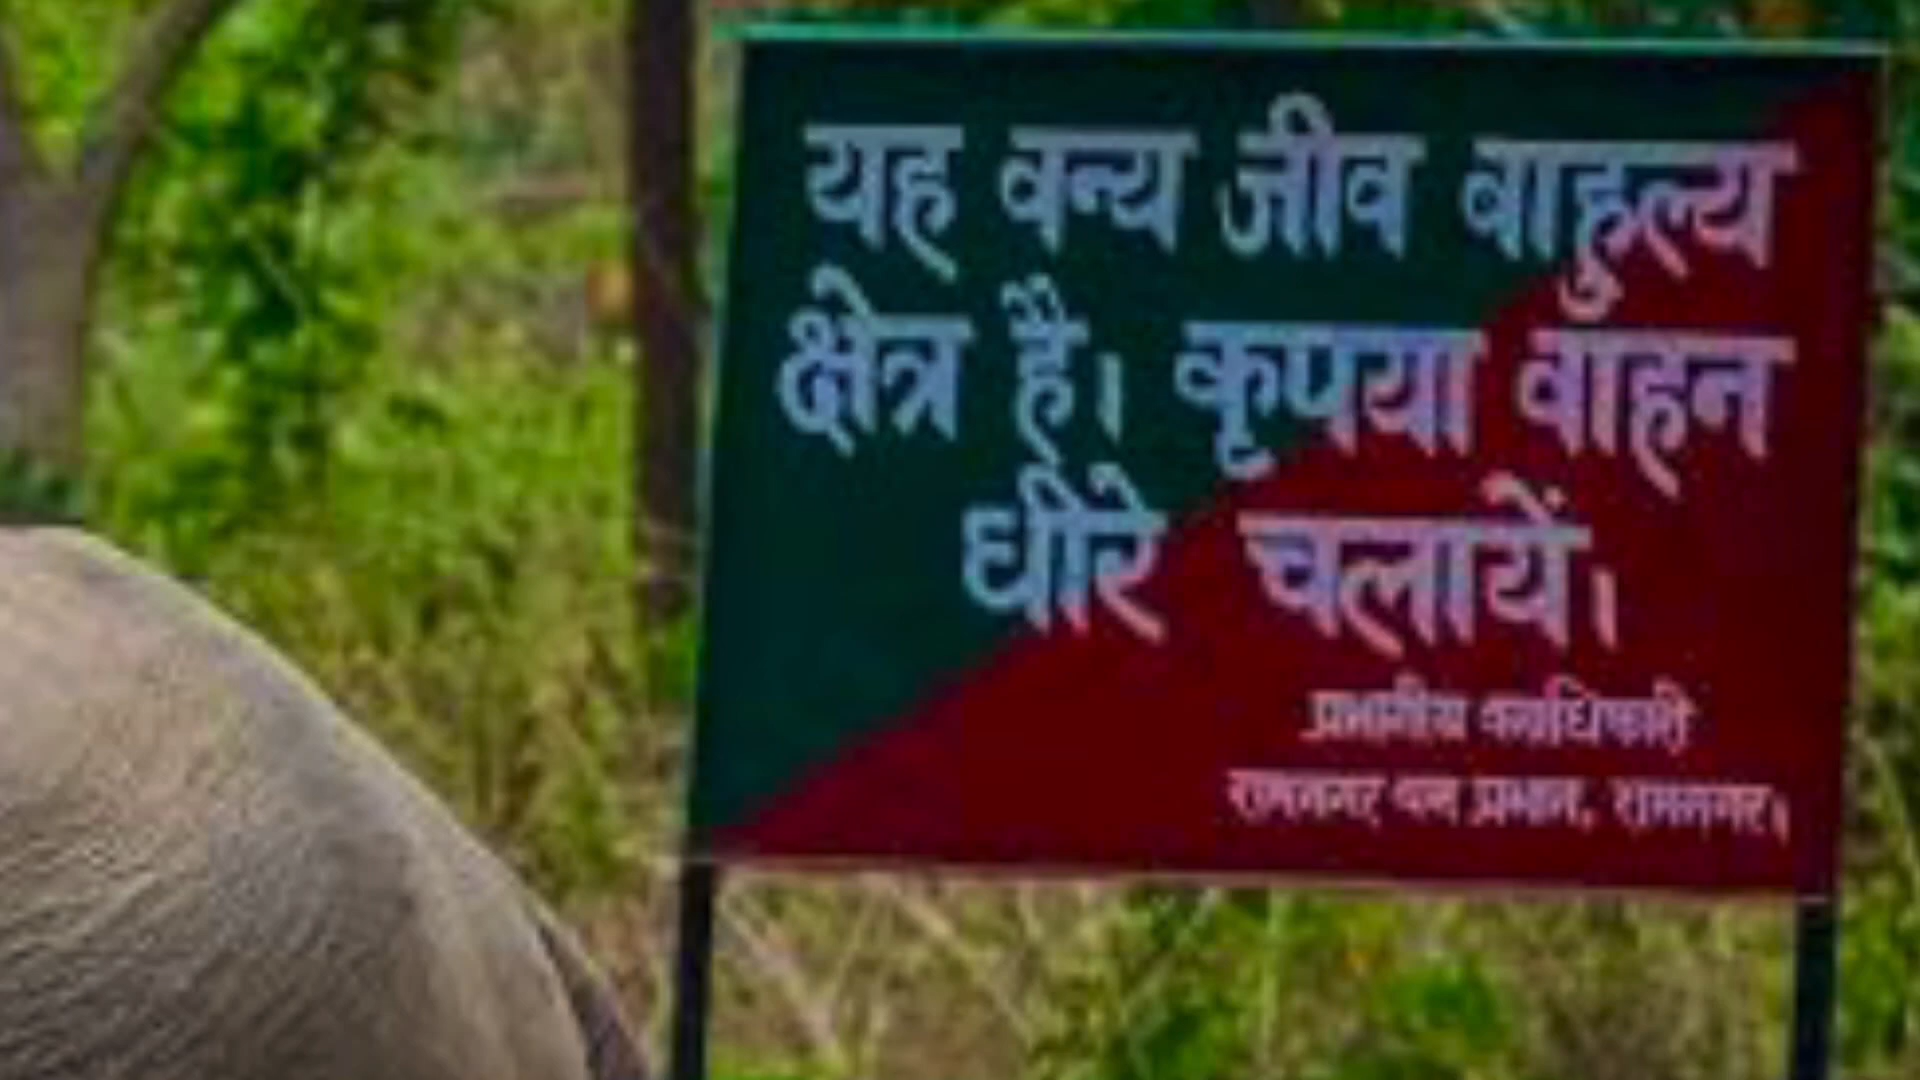 यह वन्य जीव वाहुल्य
क्षेत्र है। कृपया वाहन
धीरे चलायें।
प्रभागीय वनाधिकारी
रामनगर वन प्रभाग, रामनगर।